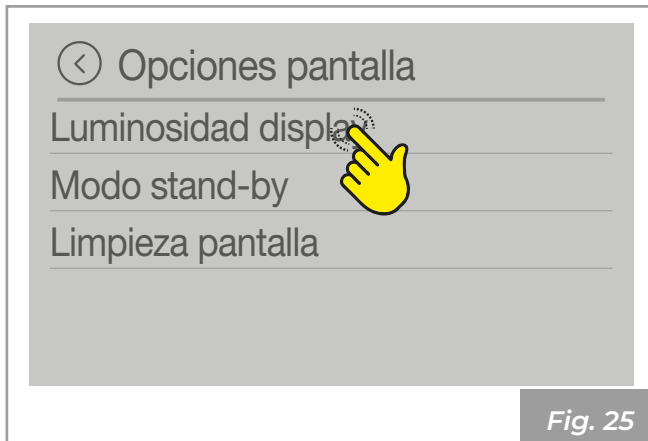 Opciones pantalla
Luminosidad display
Modo stand-by
Limpieza pantalla
Fig. 25